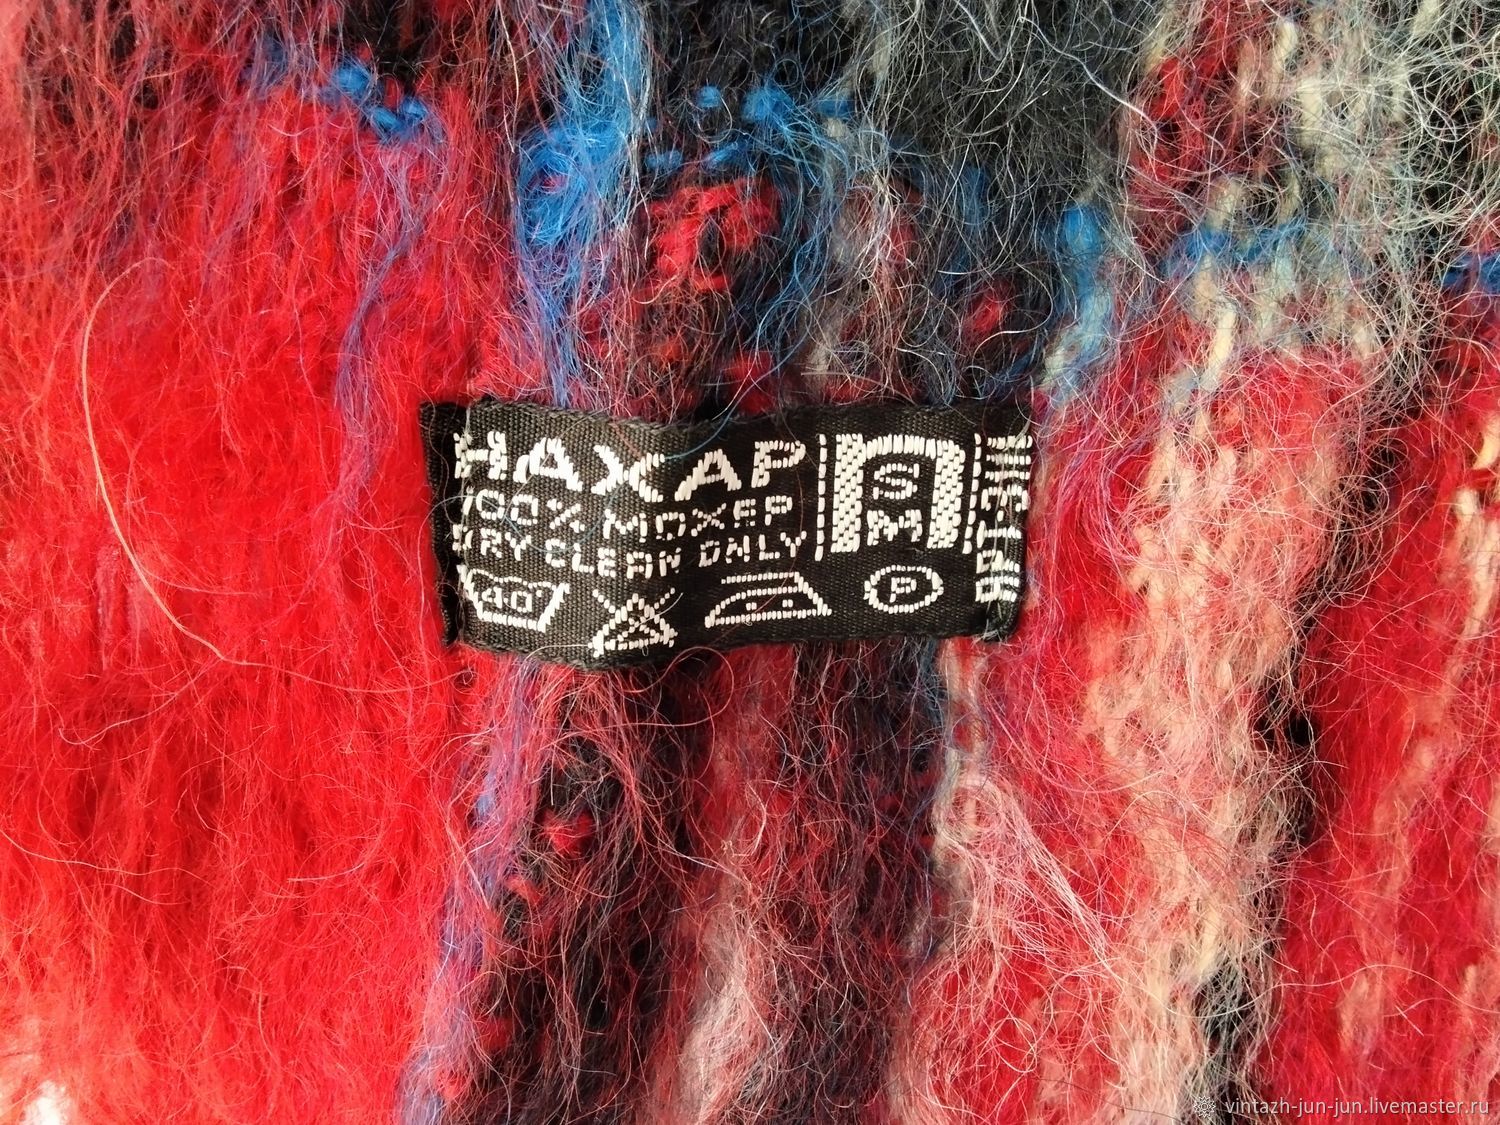 НАХАР
100% МОХЕР
DRY CLEAN ONLY
40°
P
S
M
vintazh-jun-jun.livemaster.ru